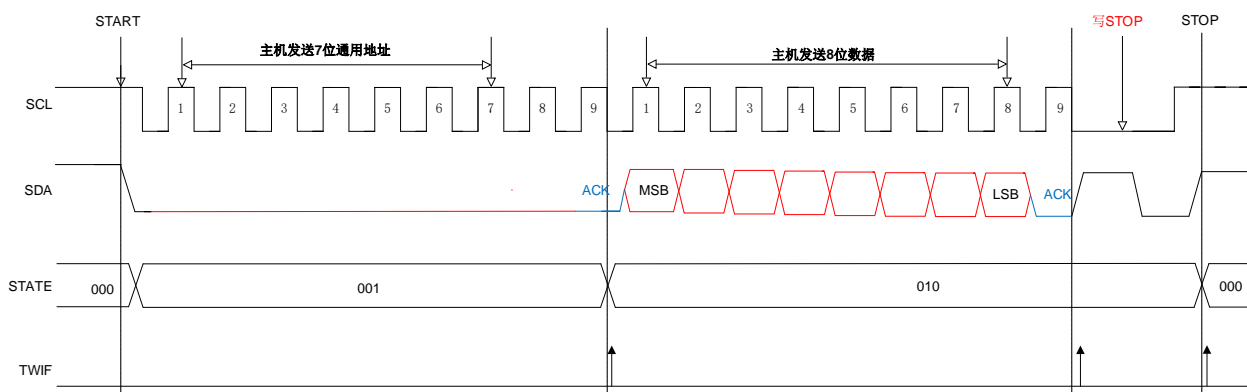 START 写STOP STOP
主机发送7位通用地址 主机发送8位数据
SCL 1 2 3 4 5 6 7 8 9 1 2 3 4 5 6 7 8 9
SDA ACK MSB LSB ACK
STATE 000 001 010 000
TWIF